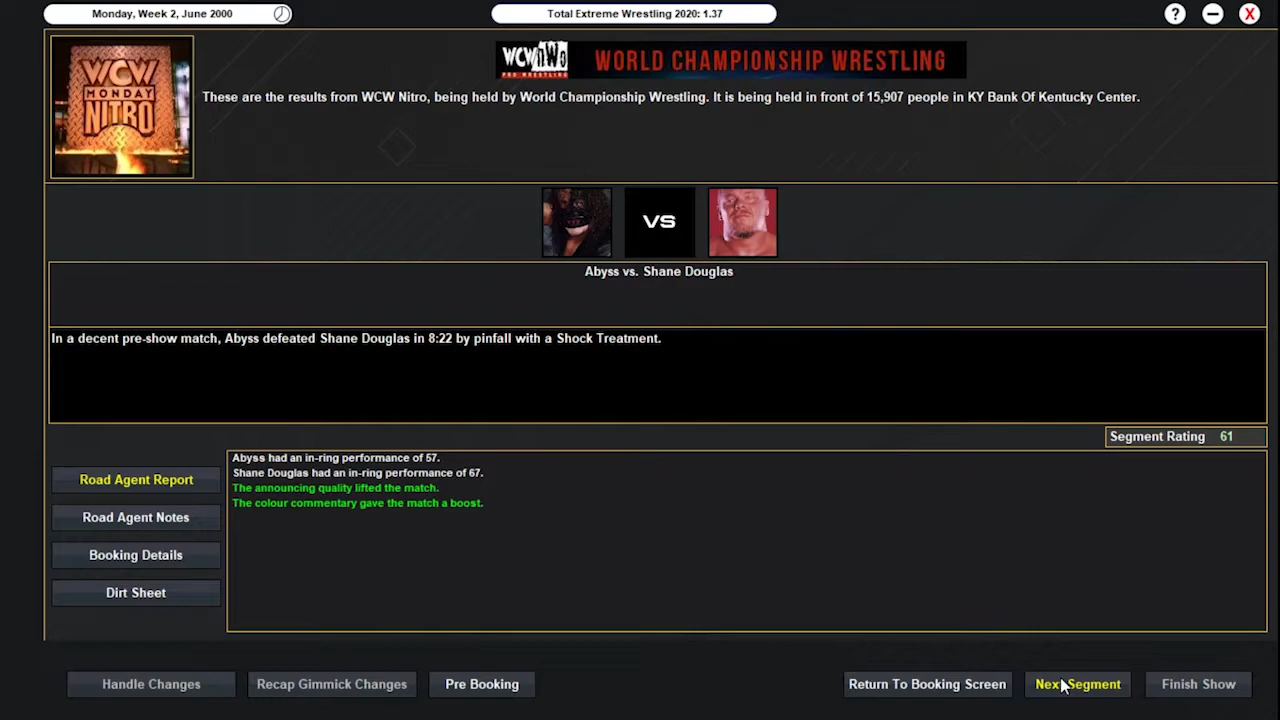 Monday, Week 2, June 2000
Total Extreme Wrestling 2020: 1.37
?
X
WCW
MONDAY
NITRO
WCW nWo
PRO WRESTLING
WORLD CHAMPIONSHIP WRESTLING
These are the results from WCW Nitro, being held by World Championship Wrestling. It is being held in front of 15,907 people in KY Bank Of Kentucky Center.
VS
Abyss vs. Shane Douglas
In a decent pre-show match, Abyss defeated Shane Douglas in 8:22 by pinfall with a Shock Treatment.
Segment Rating 61
Road Agent Report
Road Agent Notes
Booking Details
Dirt Sheet
Abyss had an in-ring performance of 57.
Shane Douglas had an in-ring performance of 67.
The announcing quality lifted the match.
The colour commentary gave the match a boost.
Handle Changes
Recap Gimmick Changes
Pre Booking
Return To Booking Screen
Next Segment
Finish Show